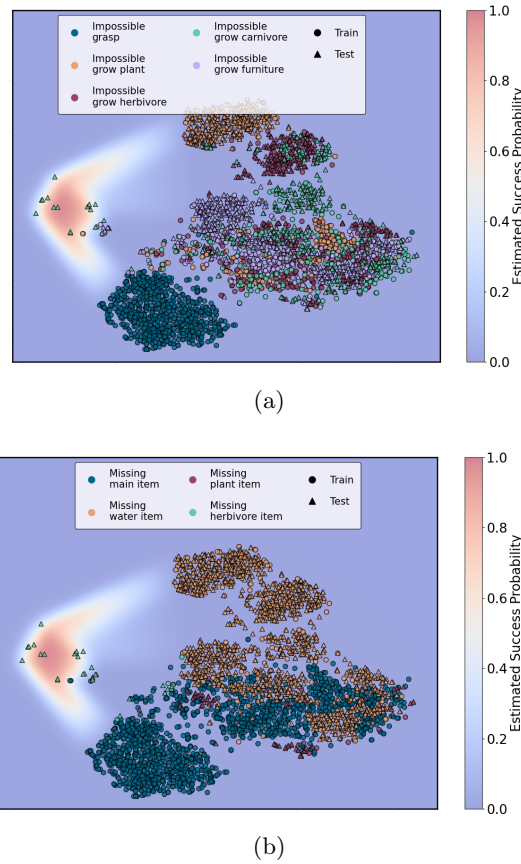 Impossible
grasp
Impossible
grow plant
Impossible
grow herbivore
Impossible
grow carnivore
Impossible
grow furniture
Train
Test
1.0
0.8
0.6
0.4
0.2
0.0
Estimated Success Probability
(a)
Missing
main item
Missing
water item
Missing
plant item
Missing
herbivore item
Train
Test
1.0
0.8
0.6
0.4
0.2
0.0
Estimated Success Probability
(b)